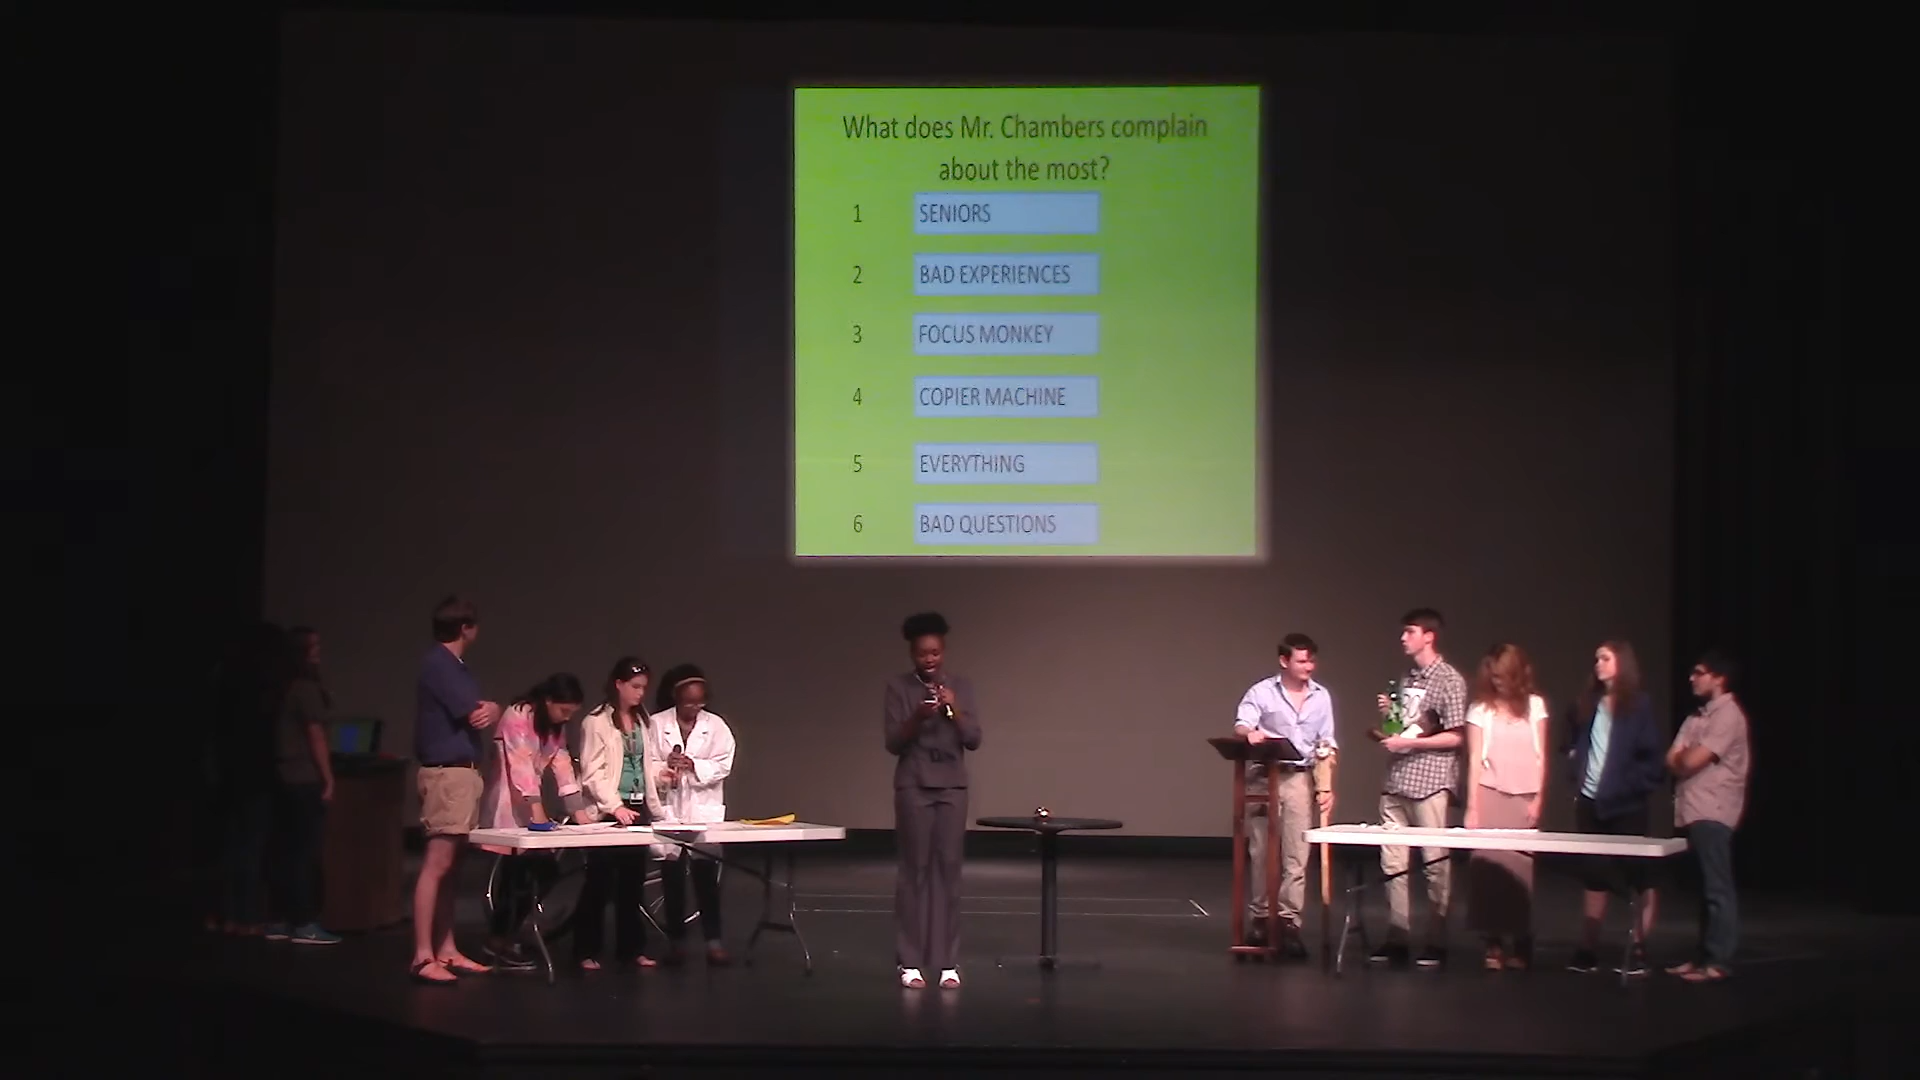 What does Mr. Chambers complain
about the most?
1 SENIORS
2 BAD EXPERIENCES
3 FOCUS MONKEY
4 COPIER MACHINE
5 EVERYTHING
6 BAD QUESTIONS